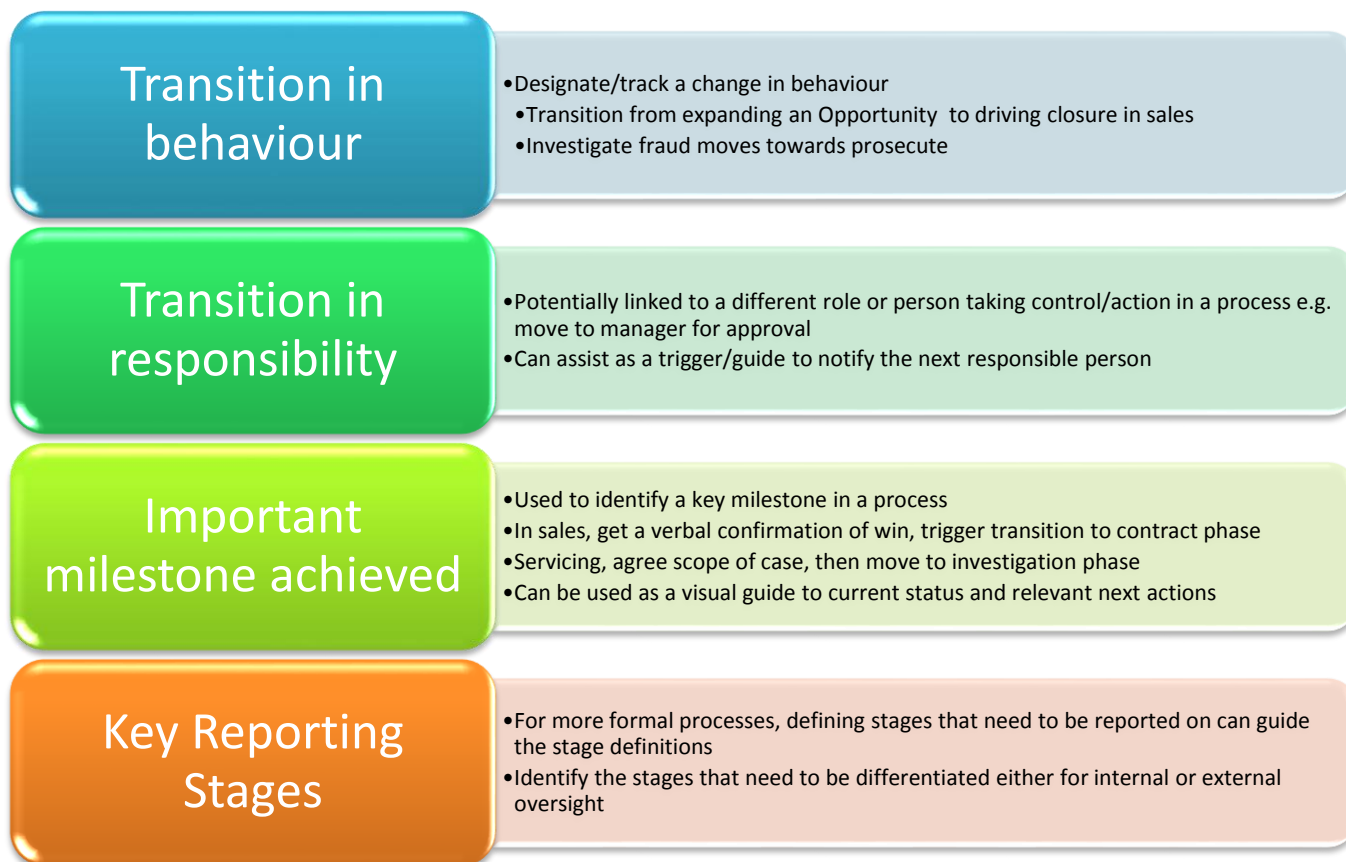 Transition in
behaviour
•Designate/track a change in behaviour
•Transition from expanding an Opportunity to driving closure in sales
•Investigate fraud moves towards prosecute
Transition in
responsibility
•Potentially linked to a different role or person taking control/action in a process e.g.
move to manager for approval
•Can assist as a trigger/guide to notify the next responsible person
Important
milestone achieved
•Used to identify a key milestone in a process
•In sales, get a verbal confirmation of win, trigger transition to contract phase
•Servicing, agree scope of case, then move to investigation phase
•Can be used as a visual guide to current status and relevant next actions
Key Reporting
Stages
•For more formal processes, defining stages that need to be reported on can guide
the stage definitions
•Identify the stages that need to be differentiated either for internal or external
oversight